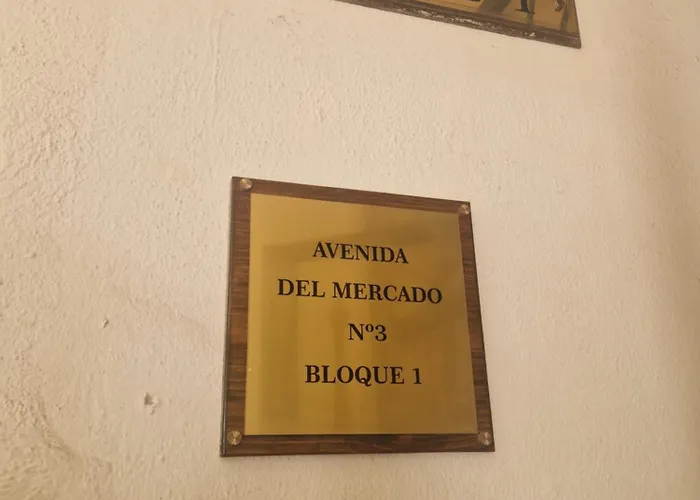 AVENIDA
DEL MERCADO
Nº3
BLOQUE 1